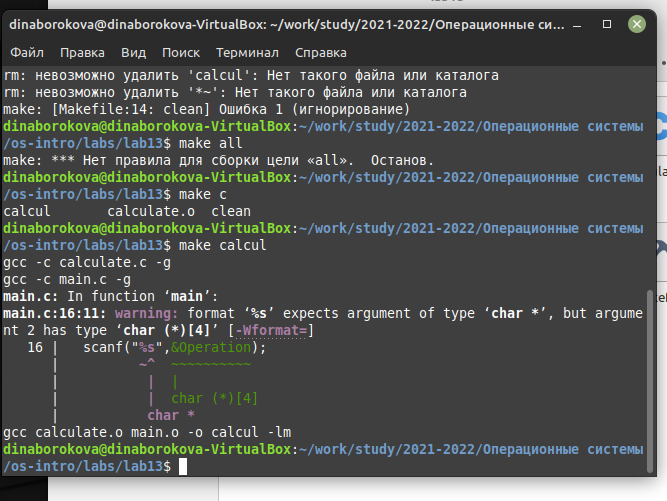 dinaborokova@dinaborokova-VirtualBox: ~/work/study/2021-2022/Операционные си...
Файл Правка Вид Поиск Терминал Справка
rm: невозможно удалить 'calcul': Нет такого файла или каталога
rm: невозможно удалить '*~': Нет такого файла или каталога
make: [Makefile:14: clean] Ошибка 1 (игнорирование)
dinaborokova@dinaborokova-VirtualBox:~/work/study/2021-2022/Операционные системы
/os-intro/labs/lab13$ make all
make: *** Нет правила для сборки цели «all».  Останов.
dinaborokova@dinaborokova-VirtualBox:~/work/study/2021-2022/Операционные системы
/os-intro/labs/lab13$ make c
calcul       calculate.o  clean
dinaborokova@dinaborokova-VirtualBox:~/work/study/2021-2022/Операционные системы
/os-intro/labs/lab13$ make calcul
gcc -c calculate.c -g
gcc -c main.c -g
main.c: In function ‘main’:
main.c:16:11: warning: format ‘%s’ expects argument of type ‘char *’, but argume
nt 2 has type ‘char (*)[4]’ [-Wformat=]
   16 |   scanf("%s",&Operation);
      |          ~^  ~~~~~~~~~~
      |           |  |
      |           |  char (*)[4]
      |           char *
gcc calculate.o main.o -o calcul -lm
dinaborokova@dinaborokova-VirtualBox:~/work/study/2021-2022/Операционные системы
/os-intro/labs/lab13$